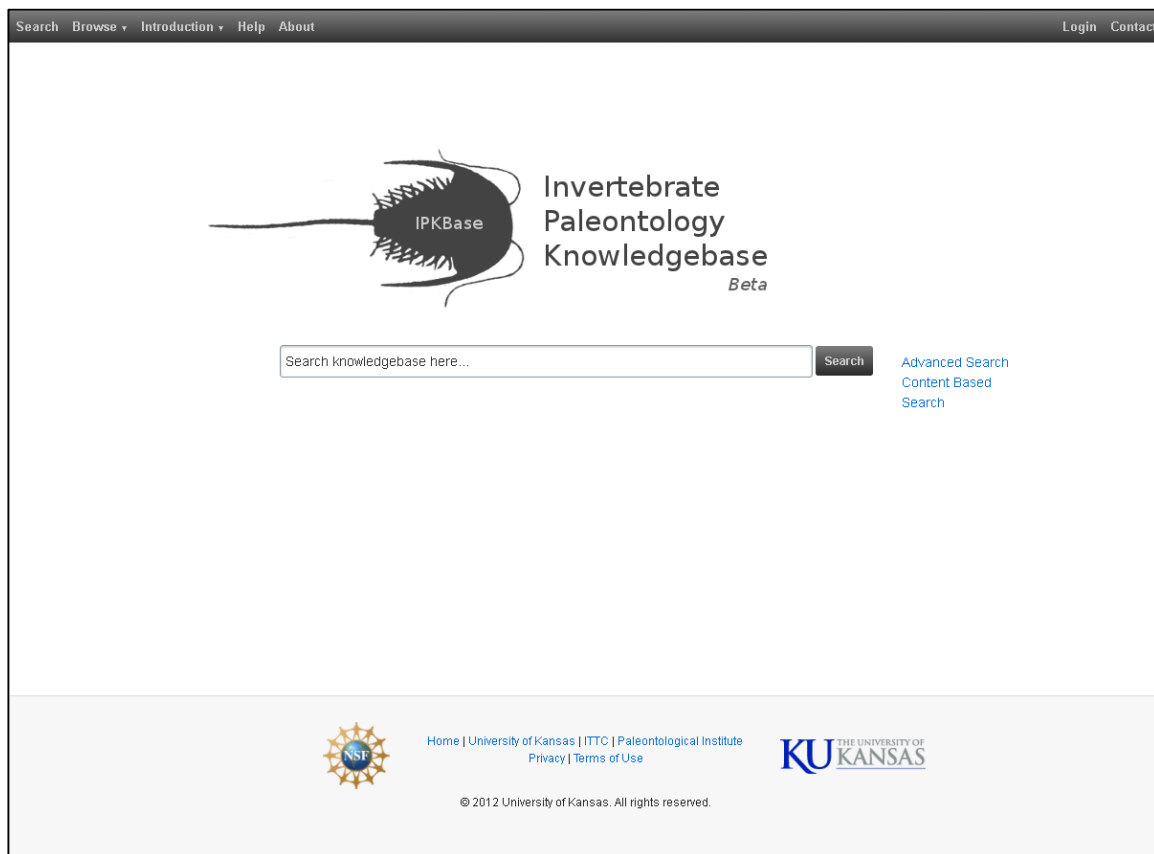 Search Browse ▾ Introduction ▾ Help About Login Contact
IPKBase
Invertebrate
Paleontology
Knowledgebase
Beta
Search knowledgebase here...
Search
Advanced Search
Content Based
Search
NSF
Home | University of Kansas | ITTC | Paleontological Institute
Privacy | Terms of Use
KU THE UNIVERSITY OF
KANSAS
© 2012 University of Kansas. All rights reserved.